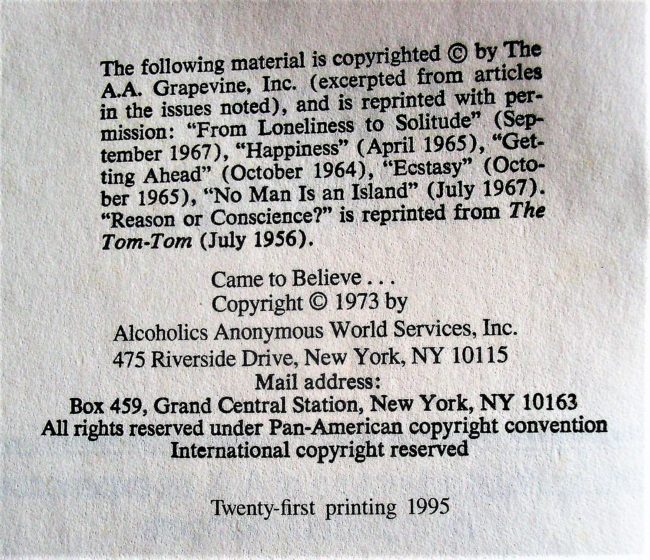 The following material is copyrighted © by The
A.A. Grapevine, Inc. (excerpted from articles
in the issues noted), and is reprinted with per-
mission: “From Loneliness to Solitude” (Sep-
tember 1967), “Happiness” (April 1965), “Get-
ting Ahead” (October 1964), “Ecstasy” (Octo-
ber 1965), “No Man Is an Island” (July 1967).
“Reason or Conscience?” is reprinted from The
Tom-Tom (July 1956).
Came to Believe . . .
Copyright © 1973 by
Alcoholics Anonymous World Services, Inc.
475 Riverside Drive, New York, NY 10115
Mail address:
Box 459, Grand Central Station, New York, NY 10163
All rights reserved under Pan-American copyright convention
International copyright reserved
Twenty-first printing 1995